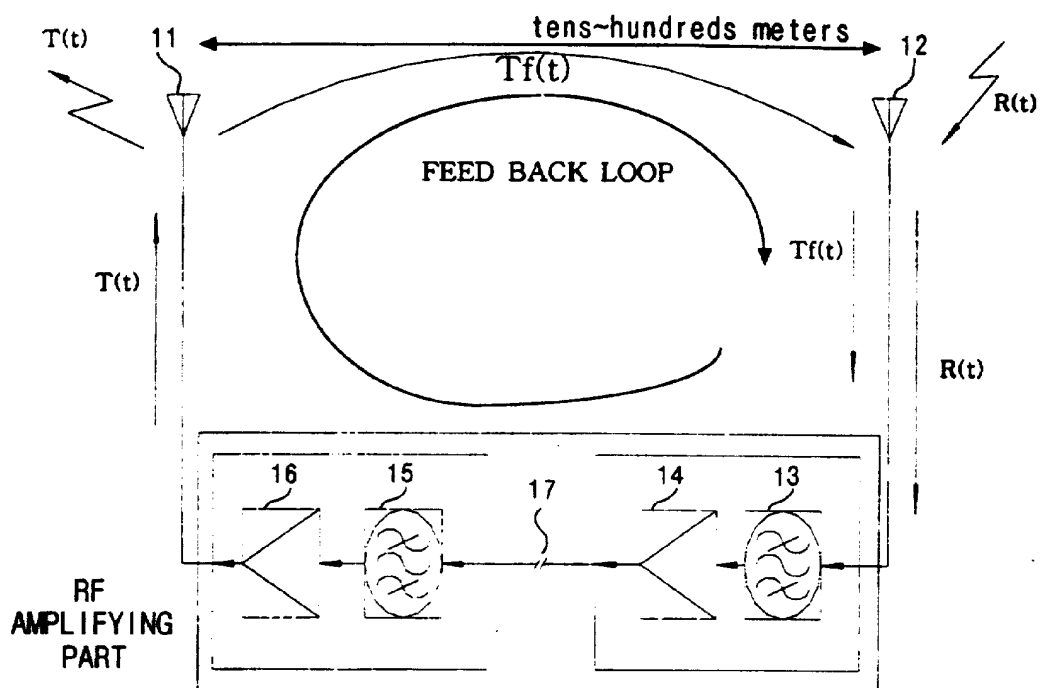 tens~hundreds meters
T(t)
11
12
Tf(t)
R(t)
FEED BACK LOOP
Tf(t)
T(t)
R(t)
16
15
17
14
13
RF
AMPLIFYING
PART